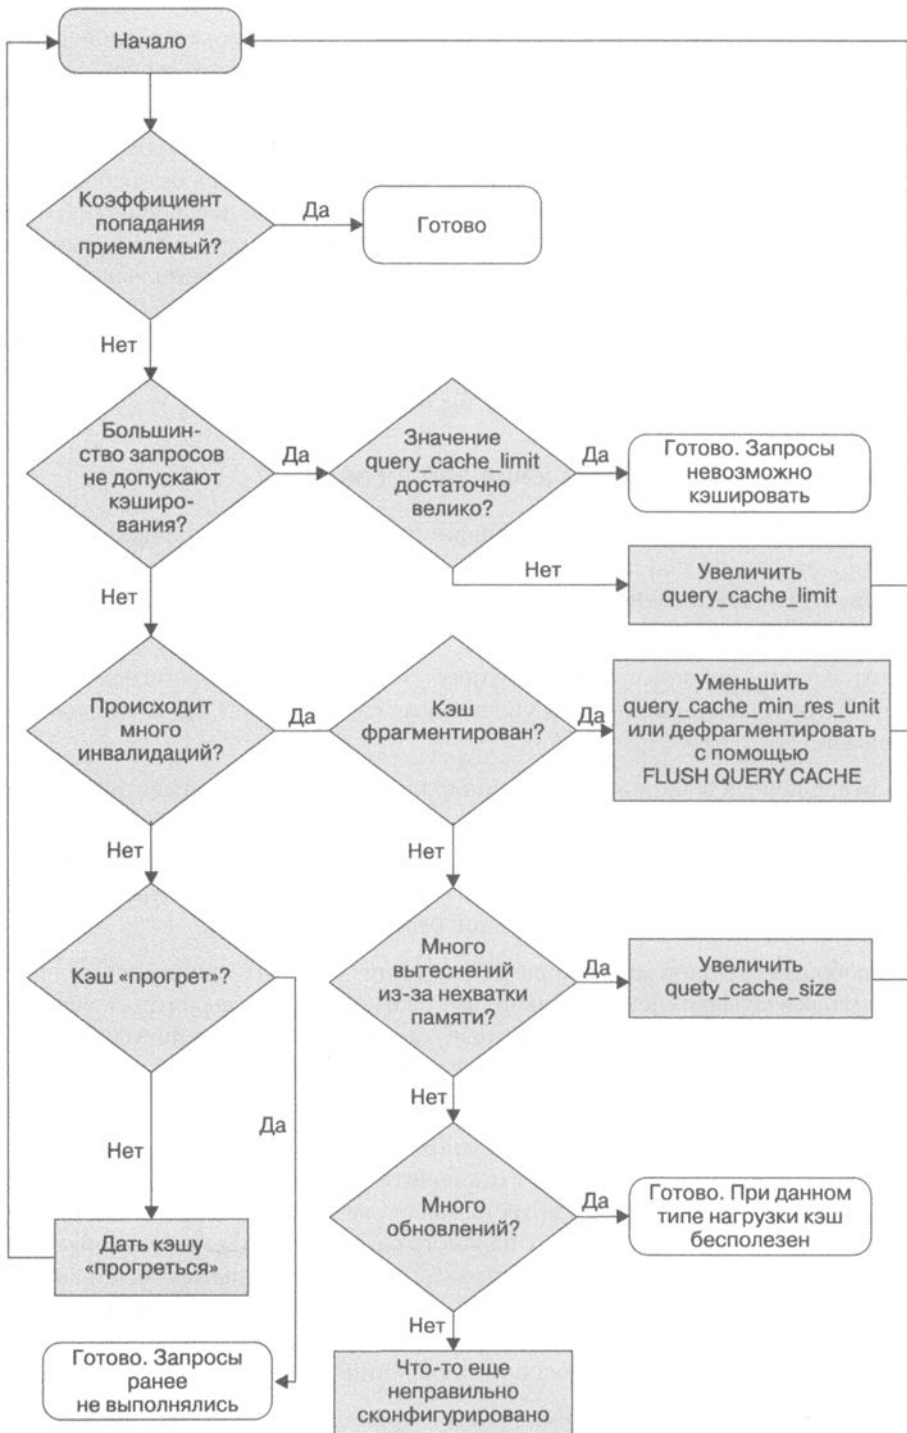 Начало
Коэффициент
попадания
приемлемый?
Да
Готово
Нет
Большин-
ство запросов
не допускают
кэширо-
вания?
Да
Значение
query_cache_limit
достаточно
велико?
Да
Готово. Запросы
невозможно
кэшировать
Нет
Увеличить
query_cache_limit
Нет
Происходит
много
инвалидаций?
Да
Кэш
фрагментирован?
Да
Уменьшить
query_cache_min_res_unit
или дефрагментировать
с помощью
FLUSH QUERY CACHE
Нет
Нет
Кэш «прогрет»?
Много
вытеснений
из-за нехватки
памяти?
Да
Увеличить
quety_cache_size
Нет
Да
Нет
Дать кэшу
«прогреться»
Много
обновлений?
Да
Готово. При данном
типе нагрузки кэш
бесполезен
Нет
Готово. Запросы
ранее
не выполнялись
Что-то еще
неправильно
сконфигурировано